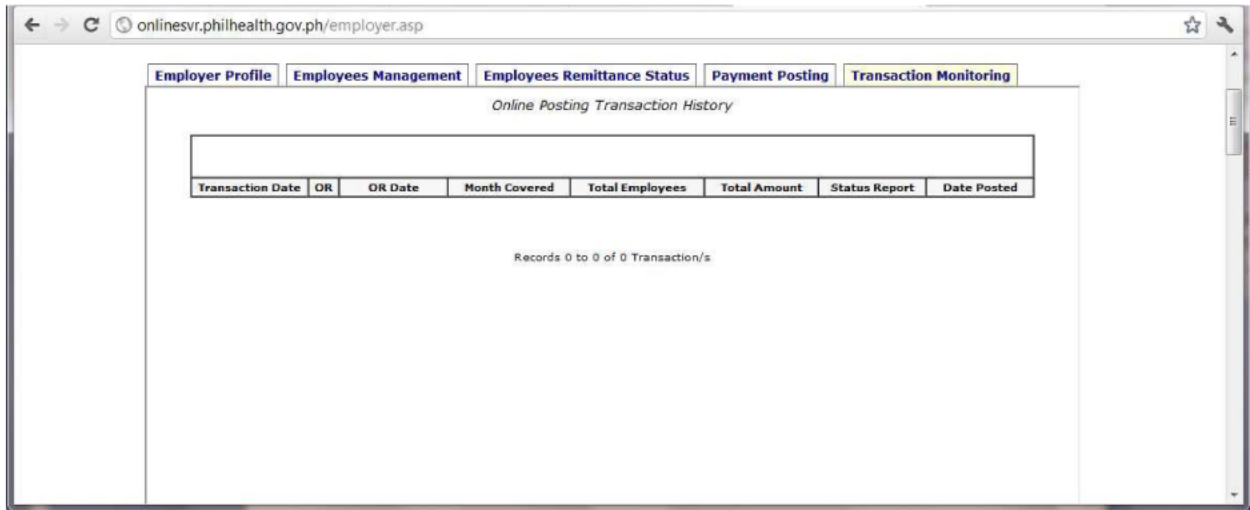 onlinesvr.philhealth.gov.ph/employer.asp
Employer Profile Employees Management Employees Remittance Status Payment Posting Transaction Monitoring
Online Posting Transaction History
Transaction Date OR OR Date Month Covered Total Employees Total Amount Status Report Date Posted
Records 0 to 0 of 0 Transaction/s